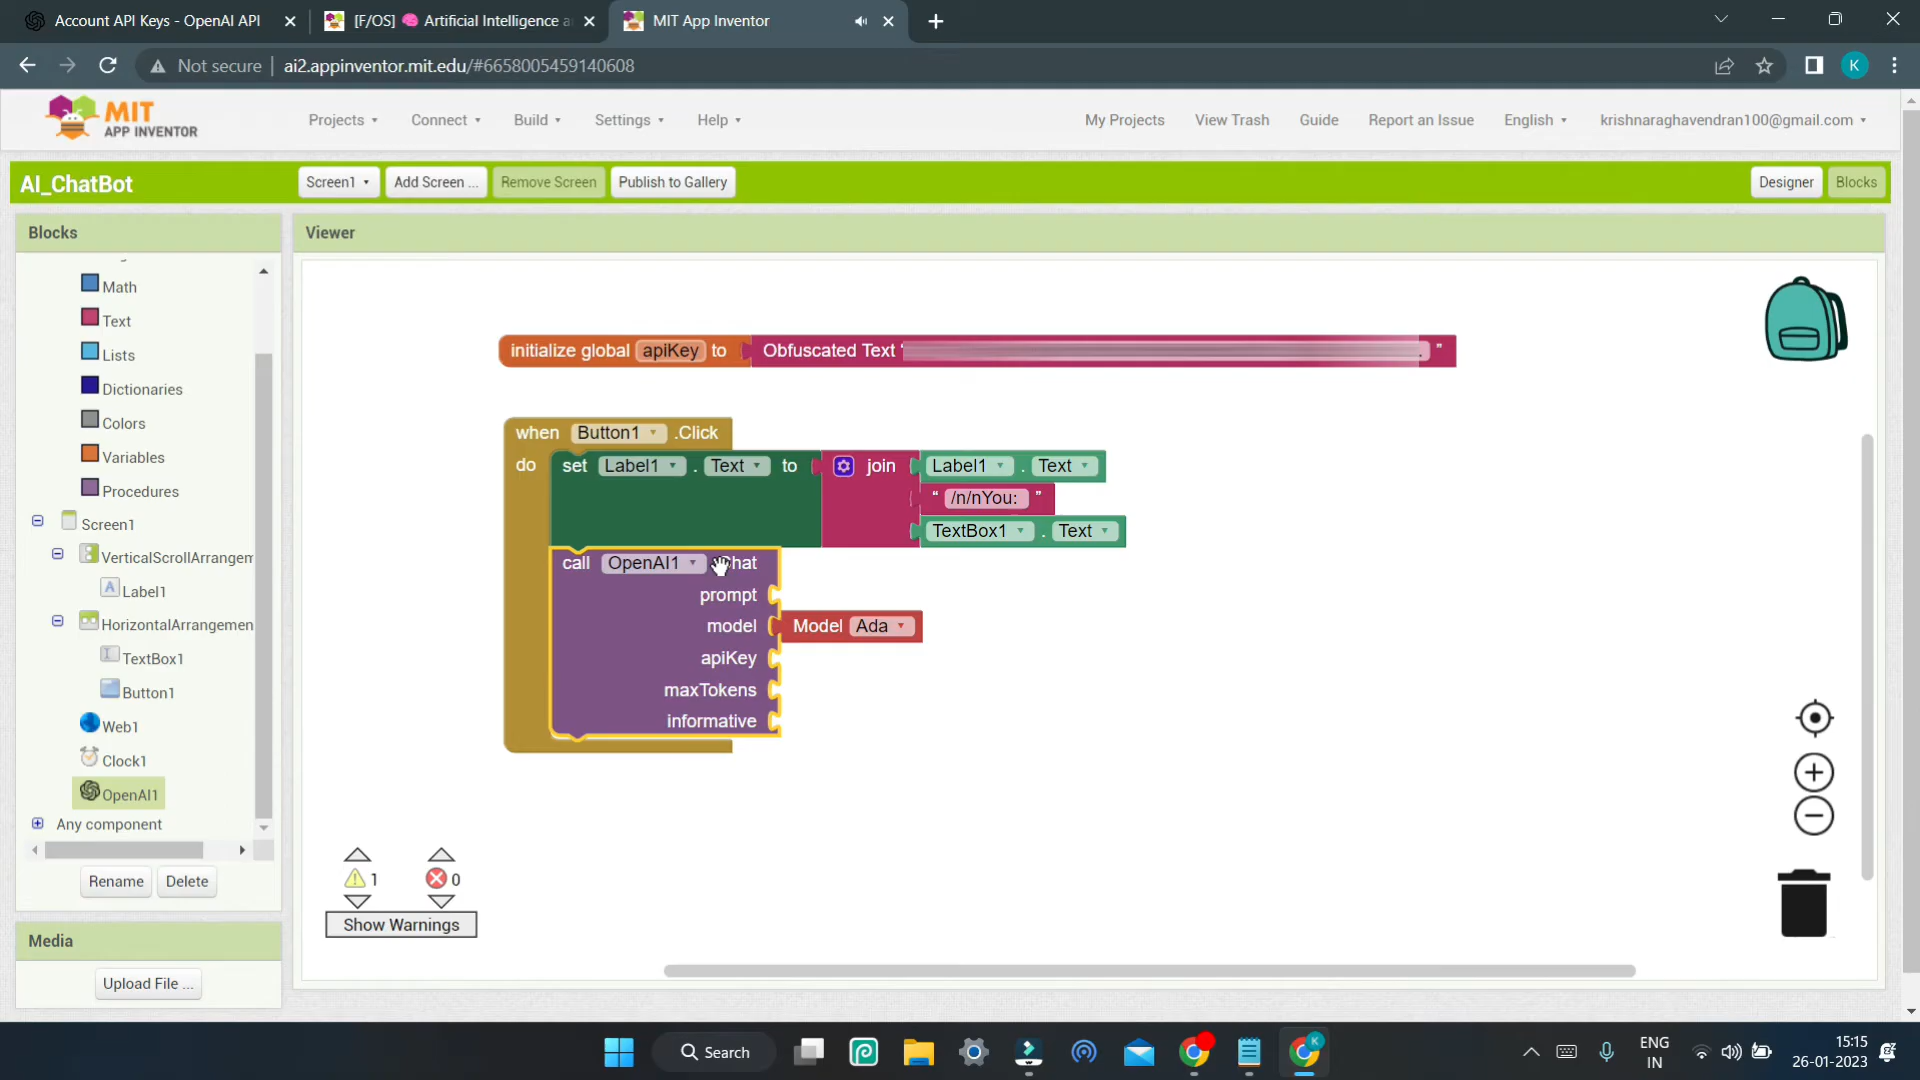 Account API Keys - OpenAI API
[F/OS] 🧠 Artificial Intelligence a
MIT App Inventor
Not secure
ai2.appinventor.mit.edu/#6658005459140608
K
MIT
APP INVENTOR
Projects
Connect
Build
Settings
Help
My Projects
View Trash
Guide
Report an Issue
English
krishnaraghavendran100@gmail.com
AI_ChatBot
Screen1
Add Screen ...
Remove Screen
Publish to Gallery
Designer
Blocks
Blocks
Math
Text
Lists
Dictionaries
Colors
Variables
Procedures
Screen1
VerticalScrollArrangem
Label1
HorizontalArrangemen
TextBox1
Button1
Web1
Clock1
OpenAI1
Any component
Rename
Delete
Media
Upload File ...
Viewer
initialize global apiKey to Obfuscated Text
when Button1 .Click
do set Label1 . Text to join Label1 . Text
“ /n/nYou: ”
TextBox1 . Text
call OpenAI1
prompt
model Model Ada
apiKey
maxTokens
informative
1
0
Show Warnings
Search
K
ENG
IN
15:15
26-01-2023